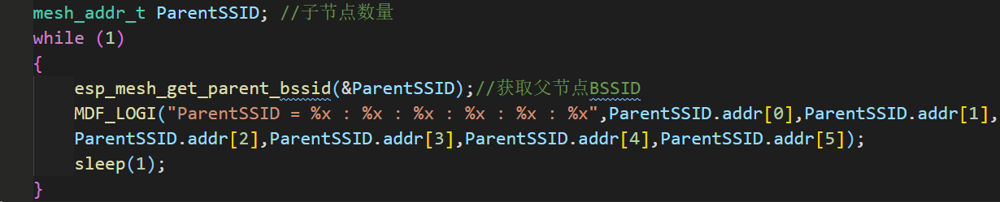 mesh_addr_t ParentSSID; //子节点数量
while (1)
{
esp_mesh_get_parent_bssid(&ParentSSID);//获取父节点BSSID
MDF_LOGI("ParentSSID = %x : %x : %x : %x : %x : %x",ParentSSID.addr[0],ParentSSID.addr[1],
ParentSSID.addr[2],ParentSSID.addr[3],ParentSSID.addr[4],ParentSSID.addr[5]);
sleep(1);
}